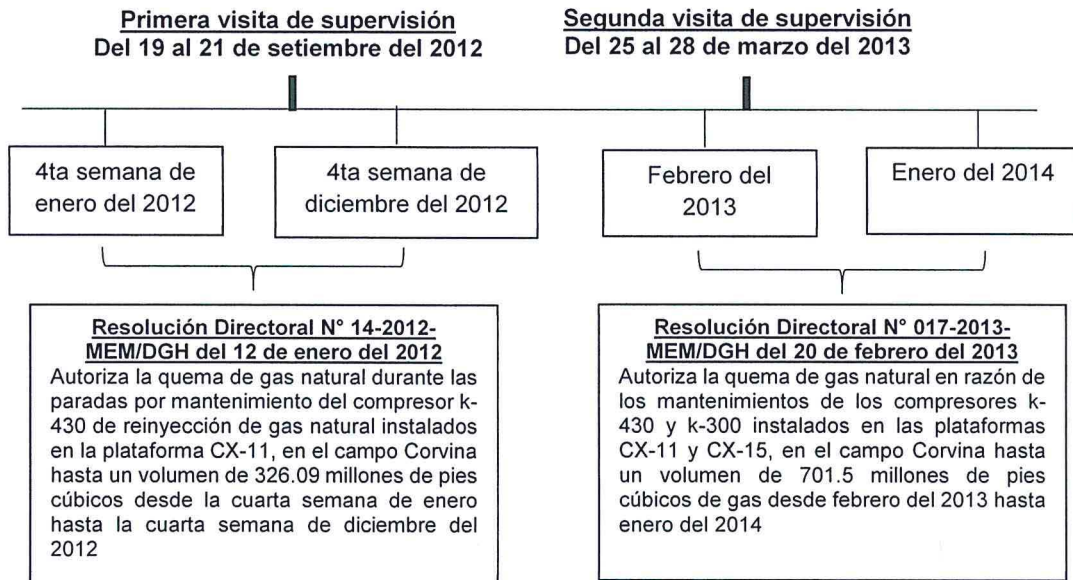 Primera visita de supervisión
Del 19 al 21 de setiembre del 2012
Segunda visita de supervisión
Del 25 al 28 de marzo del 2013
4ta semana de
enero del 2012
4ta semana de
diciembre del 2012
Febrero del
2013
Enero del 2014
Resolución Directoral N° 14-2012-
MEM/DGH del 12 de enero del 2012
Autoriza la quema de gas natural durante las
paradas por mantenimiento del compresor k-
430 de reinyección de gas natural instalados
en la plataforma CX-11, en el campo Corvina
hasta un volumen de 326.09 millones de pies
cúbicos desde la cuarta semana de enero
hasta la cuarta semana de diciembre del
2012
Resolución Directoral N° 017-2013-
MEM/DGH del 20 de febrero del 2013
Autoriza la quema de gas natural en razón de
los mantenimientos de los compresores k-
430 y k-300 instalados en las plataformas
CX-11 y CX-15, en el campo Corvina hasta
un volumen de 701.5 millones de pies
cúbicos de gas desde febrero del 2013 hasta
enero del 2014